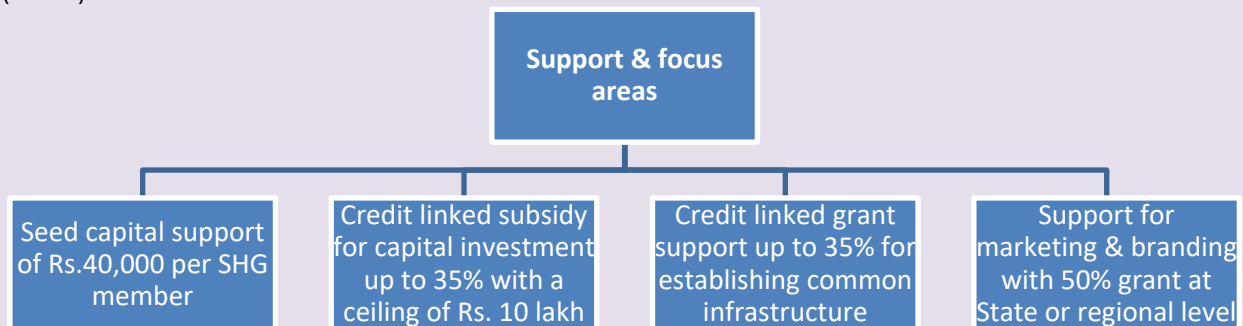 Support & focus
areas
Seed capital support
of Rs.40,000 per SHG
member
Credit linked subsidy
for capital investment
up to 35% with a
ceiling of Rs. 10 lakh
Credit linked grant
support up to 35% for
establishing common
infrastructure
Support for
marketing & branding
with 50% grant at
State or regional level